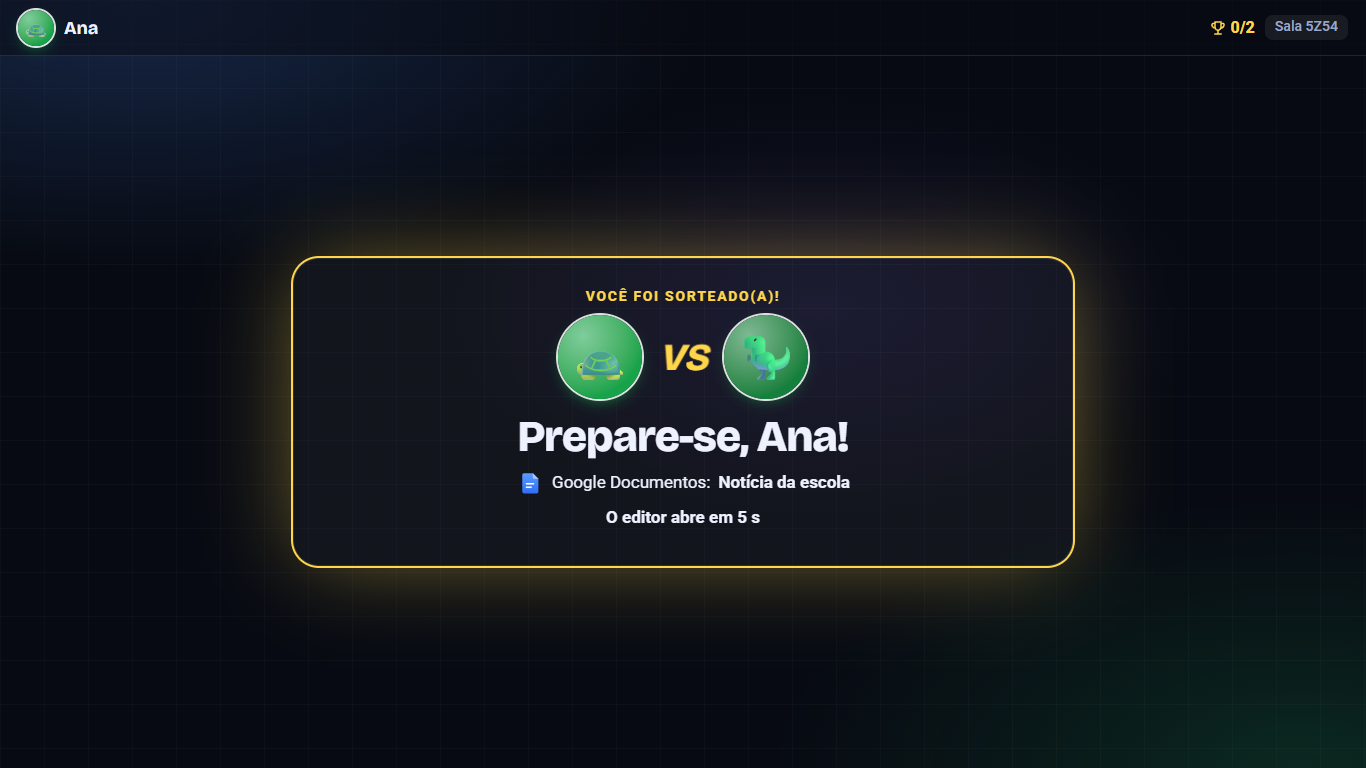 Ana
0/2
Sala 5Z54
VOCÊ FOI SORTEADO(A)!
VS
Prepare-se, Ana!
Google Documentos: Notícia da escola
O editor abre em 5 s